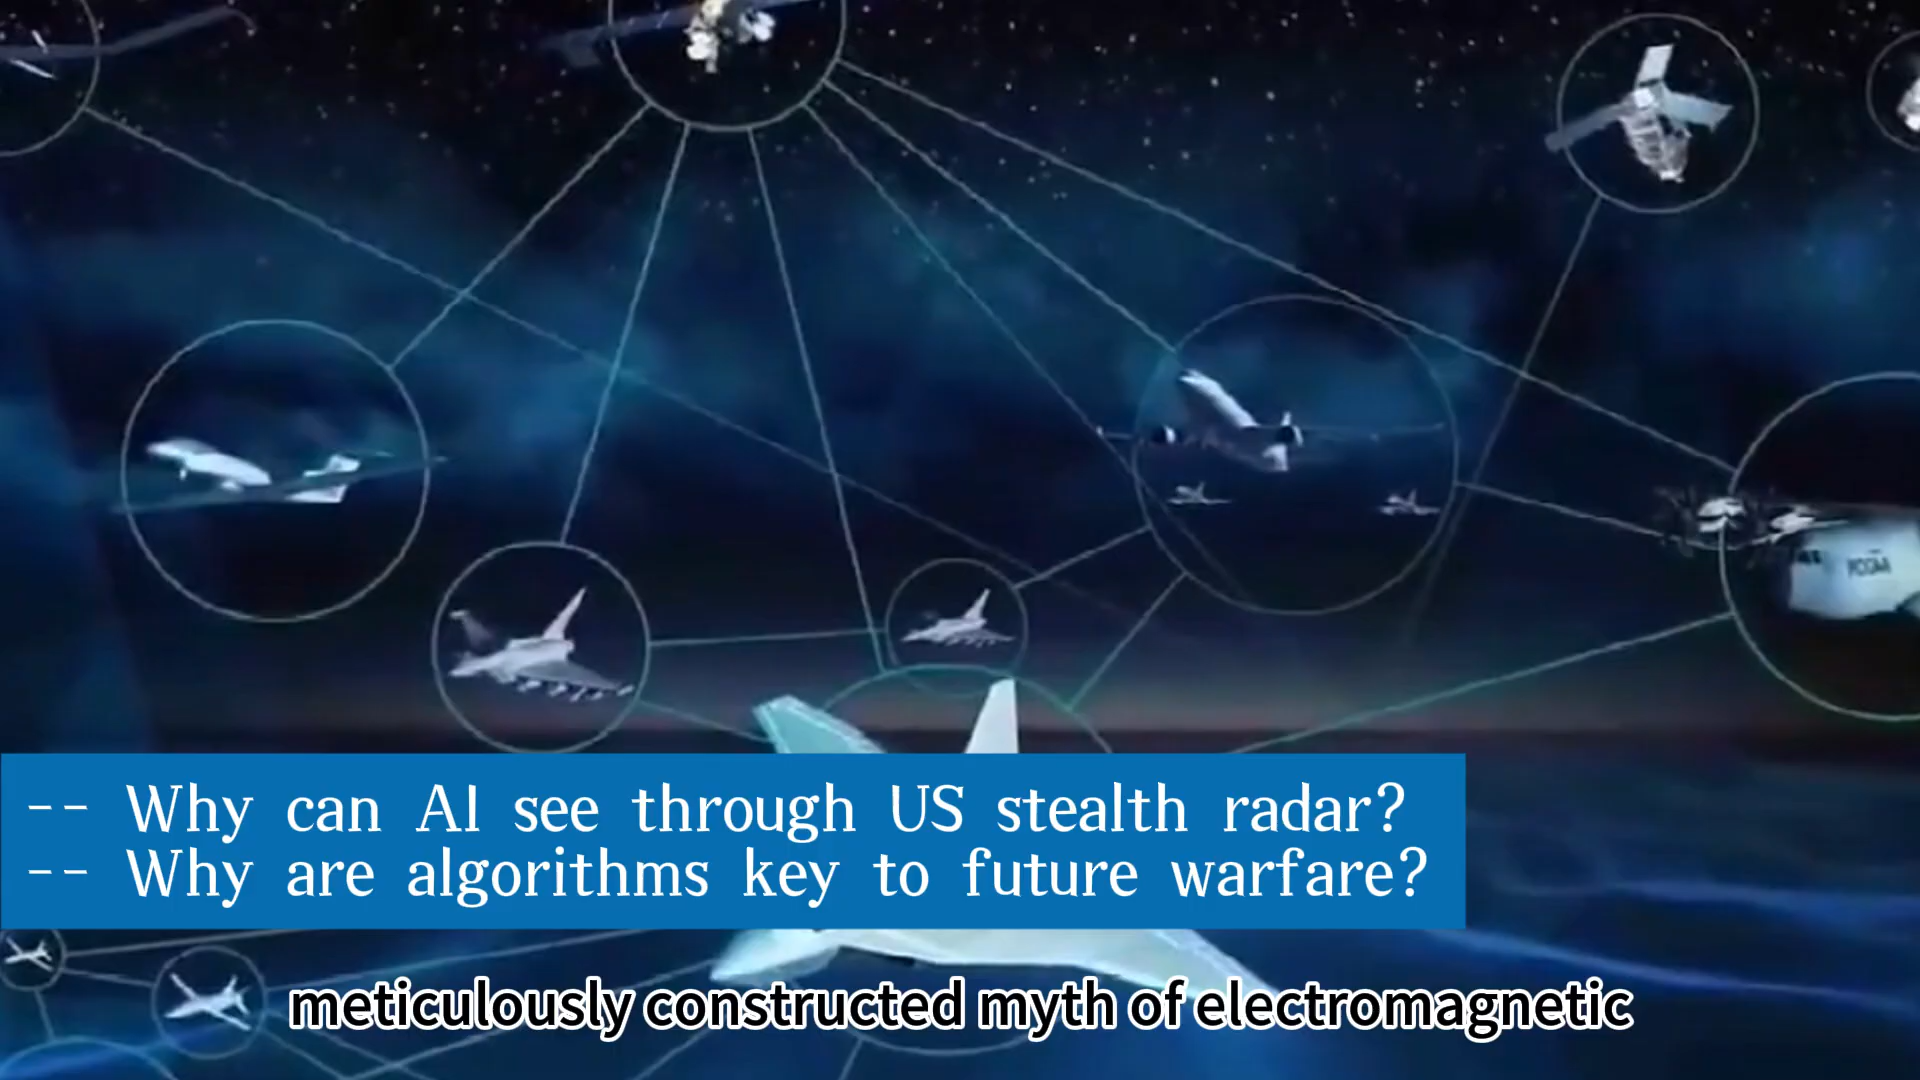 -- Why can AI see through US stealth radar?
-- Why are algorithms key to future warfare?
meticulously constructed myth of electromagnetic